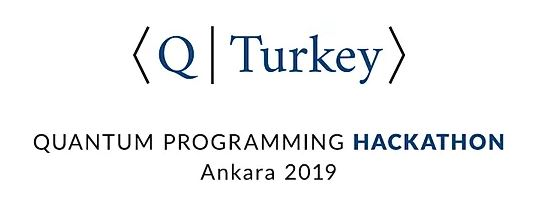 ⟨Q|Turkey⟩
QUANTUM PROGRAMMING HACKATHON
Ankara 2019